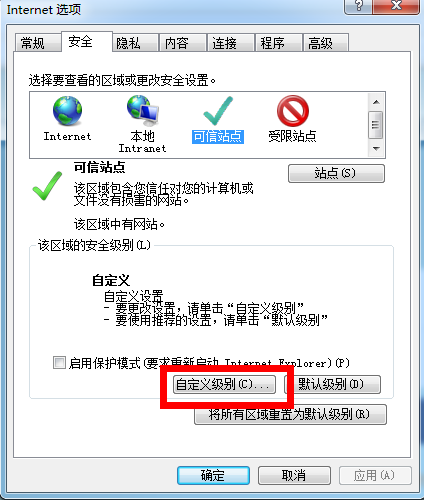 Internet 选项
常规 安全 隐私 内容 连接 程序 高级
选择要查看的区域或更改安全设置。
Internet 本地 Intranet 可信站点 受限站点
可信站点
站点(S)
该区域包含您信任对您的计算机或
文件没有损害的网站。
该区域中有网站。
该区域的安全级别(L)
自定义
自定义设置
- 要更改设置，请单击“自定义级别”
- 要使用推荐的设置，请单击“默认级别”
启用保护模式(要求重新启动 Internet Explorer)(P)
自定义级别(C)... 默认级别(D)
将所有区域重置为默认级别(R)
确定 取消 应用(A)